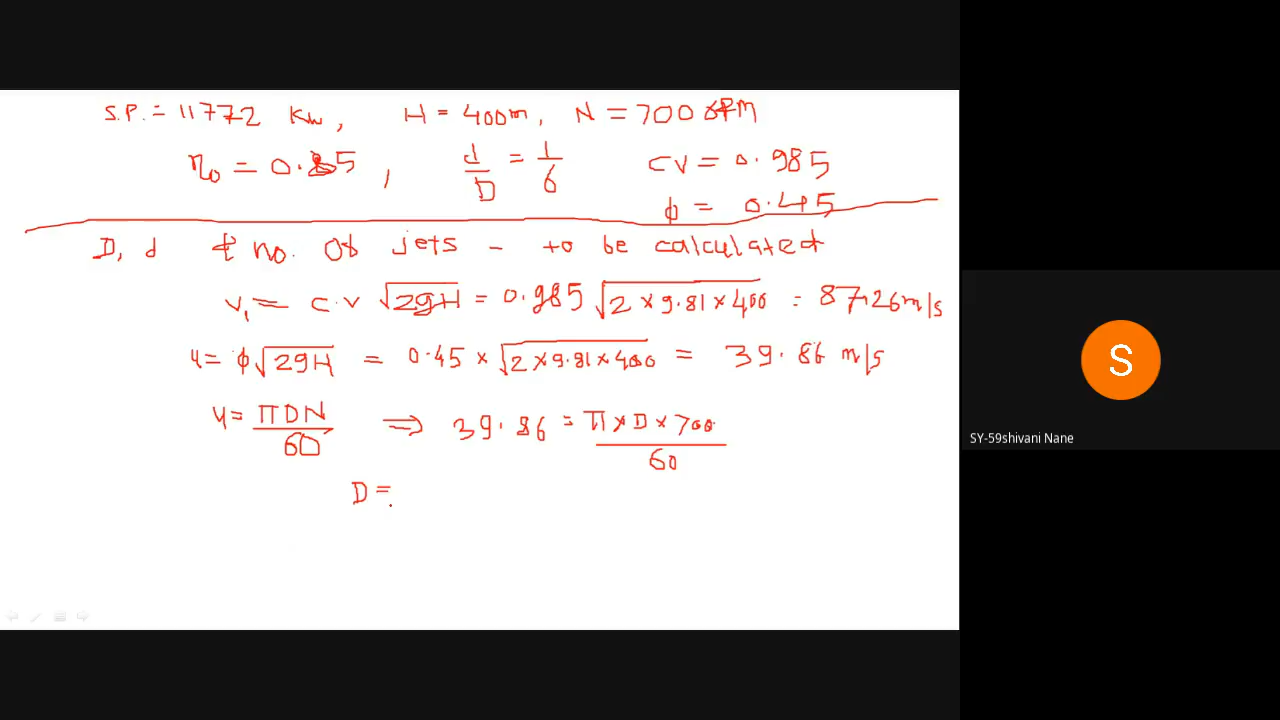 S.P. = 11772 Kw, H = 400m, N = 700 RPM
η₀ = 0.85, d/D = 1/6 CV = 0.985
ϕ = 0.45
D, d & no. Of jets - to be calculated
V₁ = C.V √2gH = 0.985 √2 × 9.81 × 400 = 87.26 m/s
u = ϕ √2gH = 0.45 × √2 × 9.81 × 400 = 39.86 m/s
u = πDN/60 ⇒ 39.86 = π × D × 700/60
D =
S
SY-59shivani Nane